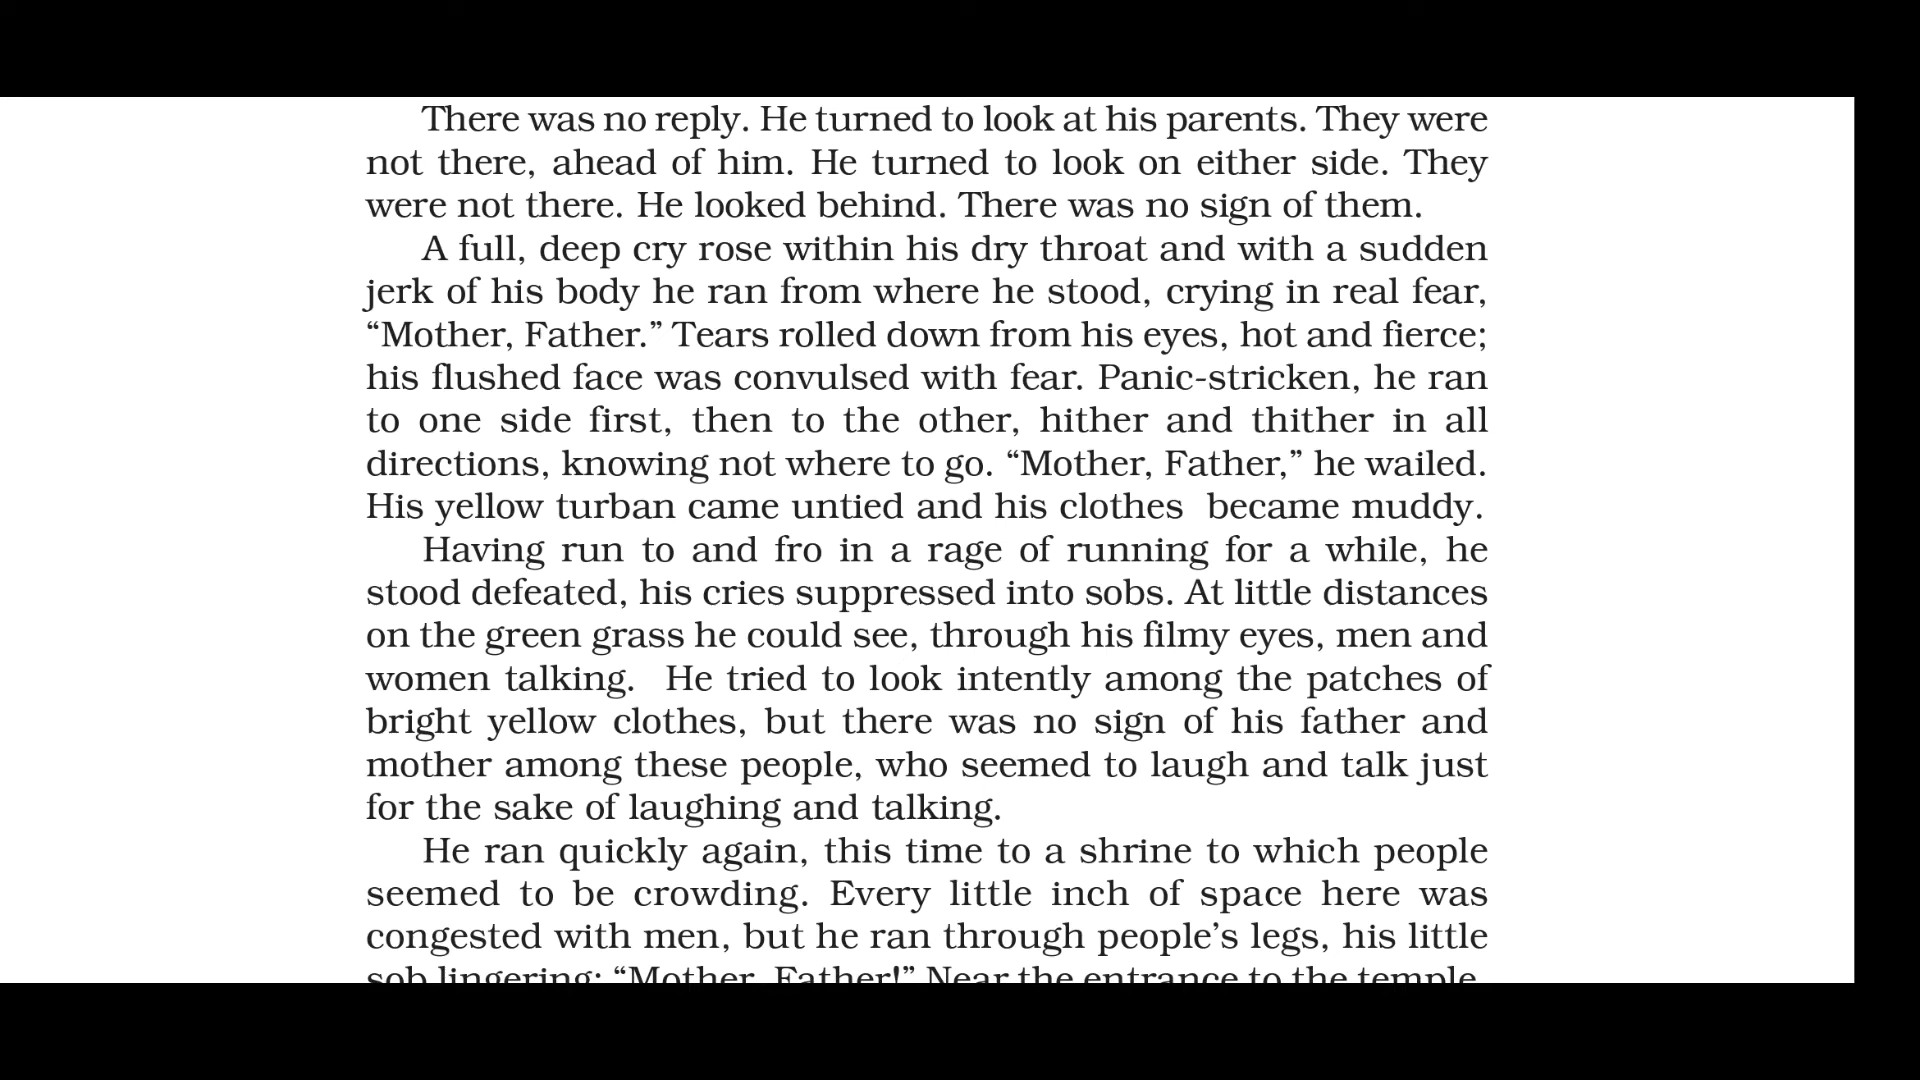 There was no reply. He turned to look at his parents. They were
not there, ahead of him. He turned to look on either side. They
were not there. He looked behind. There was no sign of them.
A full, deep cry rose within his dry throat and with a sudden
jerk of his body he ran from where he stood, crying in real fear,
“Mother, Father.” Tears rolled down from his eyes, hot and fierce;
his flushed face was convulsed with fear. Panic-stricken, he ran
to one side first, then to the other, hither and thither in all
directions, knowing not where to go. “Mother, Father,” he wailed.
His yellow turban came untied and his clothes became muddy.
Having run to and fro in a rage of running for a while, he
stood defeated, his cries suppressed into sobs. At little distances
on the green grass he could see, through his filmy eyes, men and
women talking. He tried to look intently among the patches of
bright yellow clothes, but there was no sign of his father and
mother among these people, who seemed to laugh and talk just
for the sake of laughing and talking.
He ran quickly again, this time to a shrine to which people
seemed to be crowding. Every little inch of space here was
congested with men, but he ran through people’s legs, his little
sob lingering: “Mother, Father!” Near the entrance to the temple